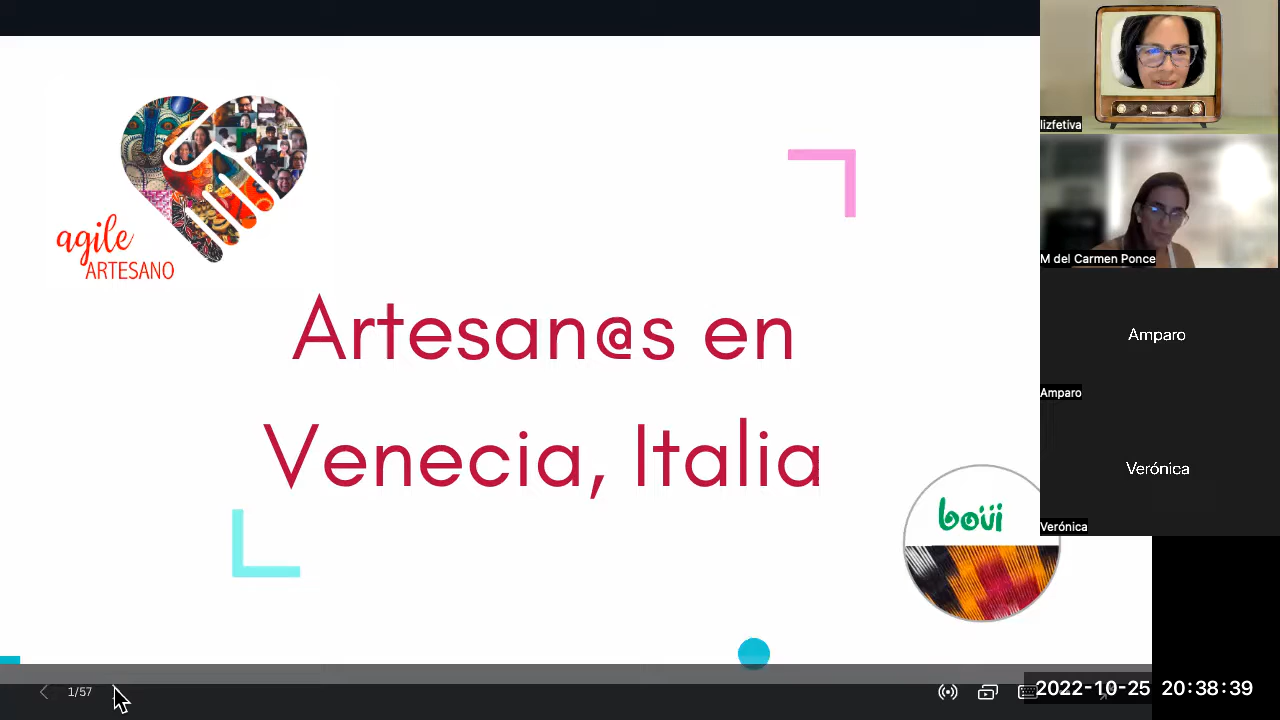 agile
ARTESANO
Artesan@s en
Venecia, Italia
boüi
lizfetiva
M del Carmen Ponce
Amparo
Amparo
Verónica
Verónica
1/57
2022-10-25 20:38:39